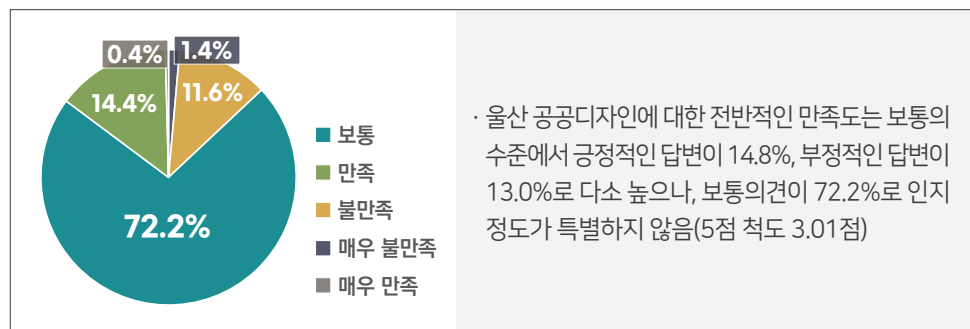 0.4%
1.4%
14.4%
11.6%
72.2%
보통
만족
불만족
매우 불만족
매우 만족
· 울산 공공디자인에 대한 전반적인 만족도는 보통의
수준에서 긍정적인 답변이 14.8%, 부정적인 답변이
13.0%로 다소 높으나, 보통의견이 72.2%로 인지
정도가 특별하지 않음(5점 척도 3.01점)